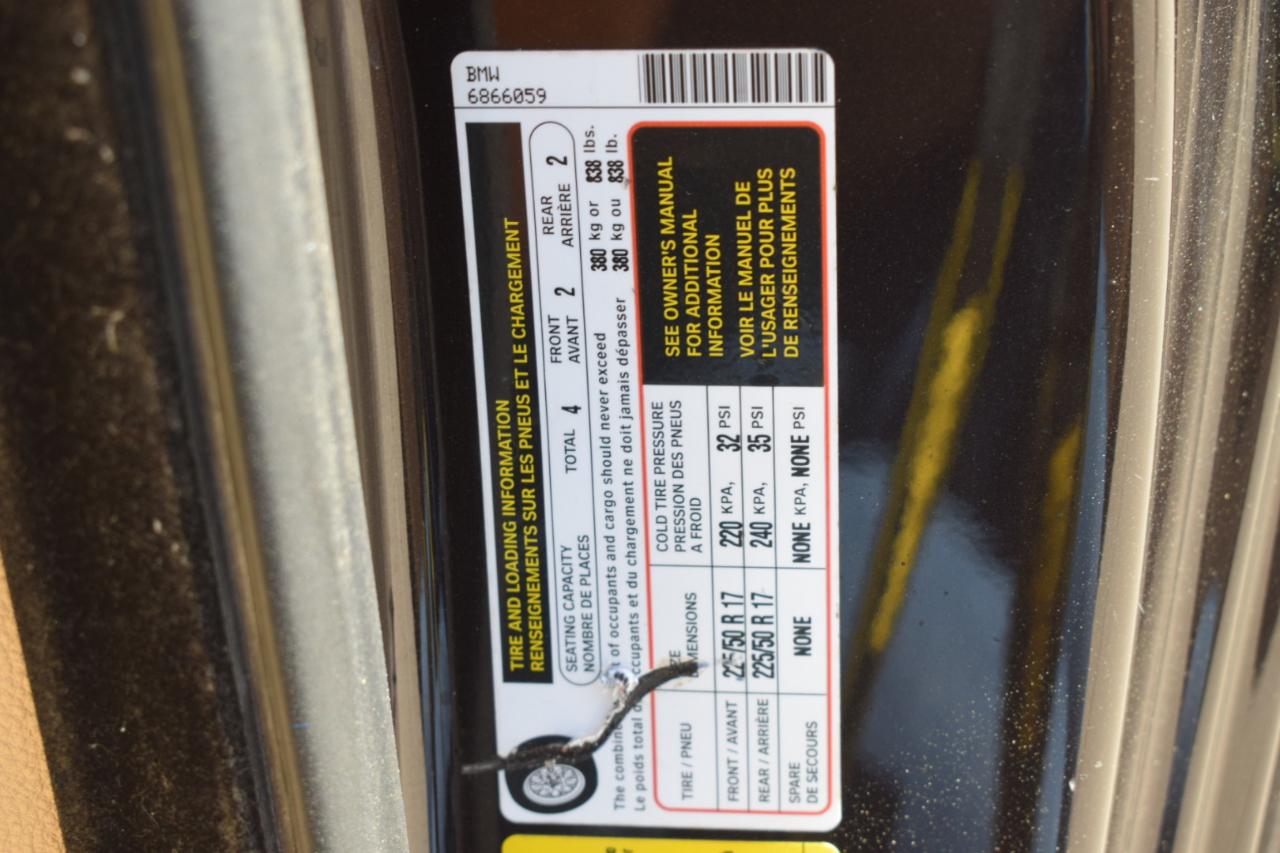 BMW
6866059
TIRE AND LOADING INFORMATION
RENSEIGNEMENTS SUR LES PNEUS ET LE CHARGEMENT
SEATING CAPACITY
NOMBRE DE PLACES
TOTAL 4
FRONT
AVANT 2
REAR
ARRIÈRE 2
The of occupants and cargo should never exceed 380 kg or 838 lbs.
Le poids total et du chargement ne doit jamais dépasser 380 kg ou 838 lb.
TIRE / PNEU
COLD TIRE PRESSURE
PRESSION DES PNEUS
A FROID
FRONT / AVANT 225/50 R 17 220 KPA, 32 PSI
REAR / ARRIÈRE 225/50 R 17 240 KPA, 35 PSI
SPARE
DE SECOURS NONE NONE KPA, NONE PSI
SEE OWNER'S MANUAL
FOR ADDITIONAL
INFORMATION
VOIR LE MANUEL DE
L'USAGER POUR PLUS
DE RENSEIGNEMENTS